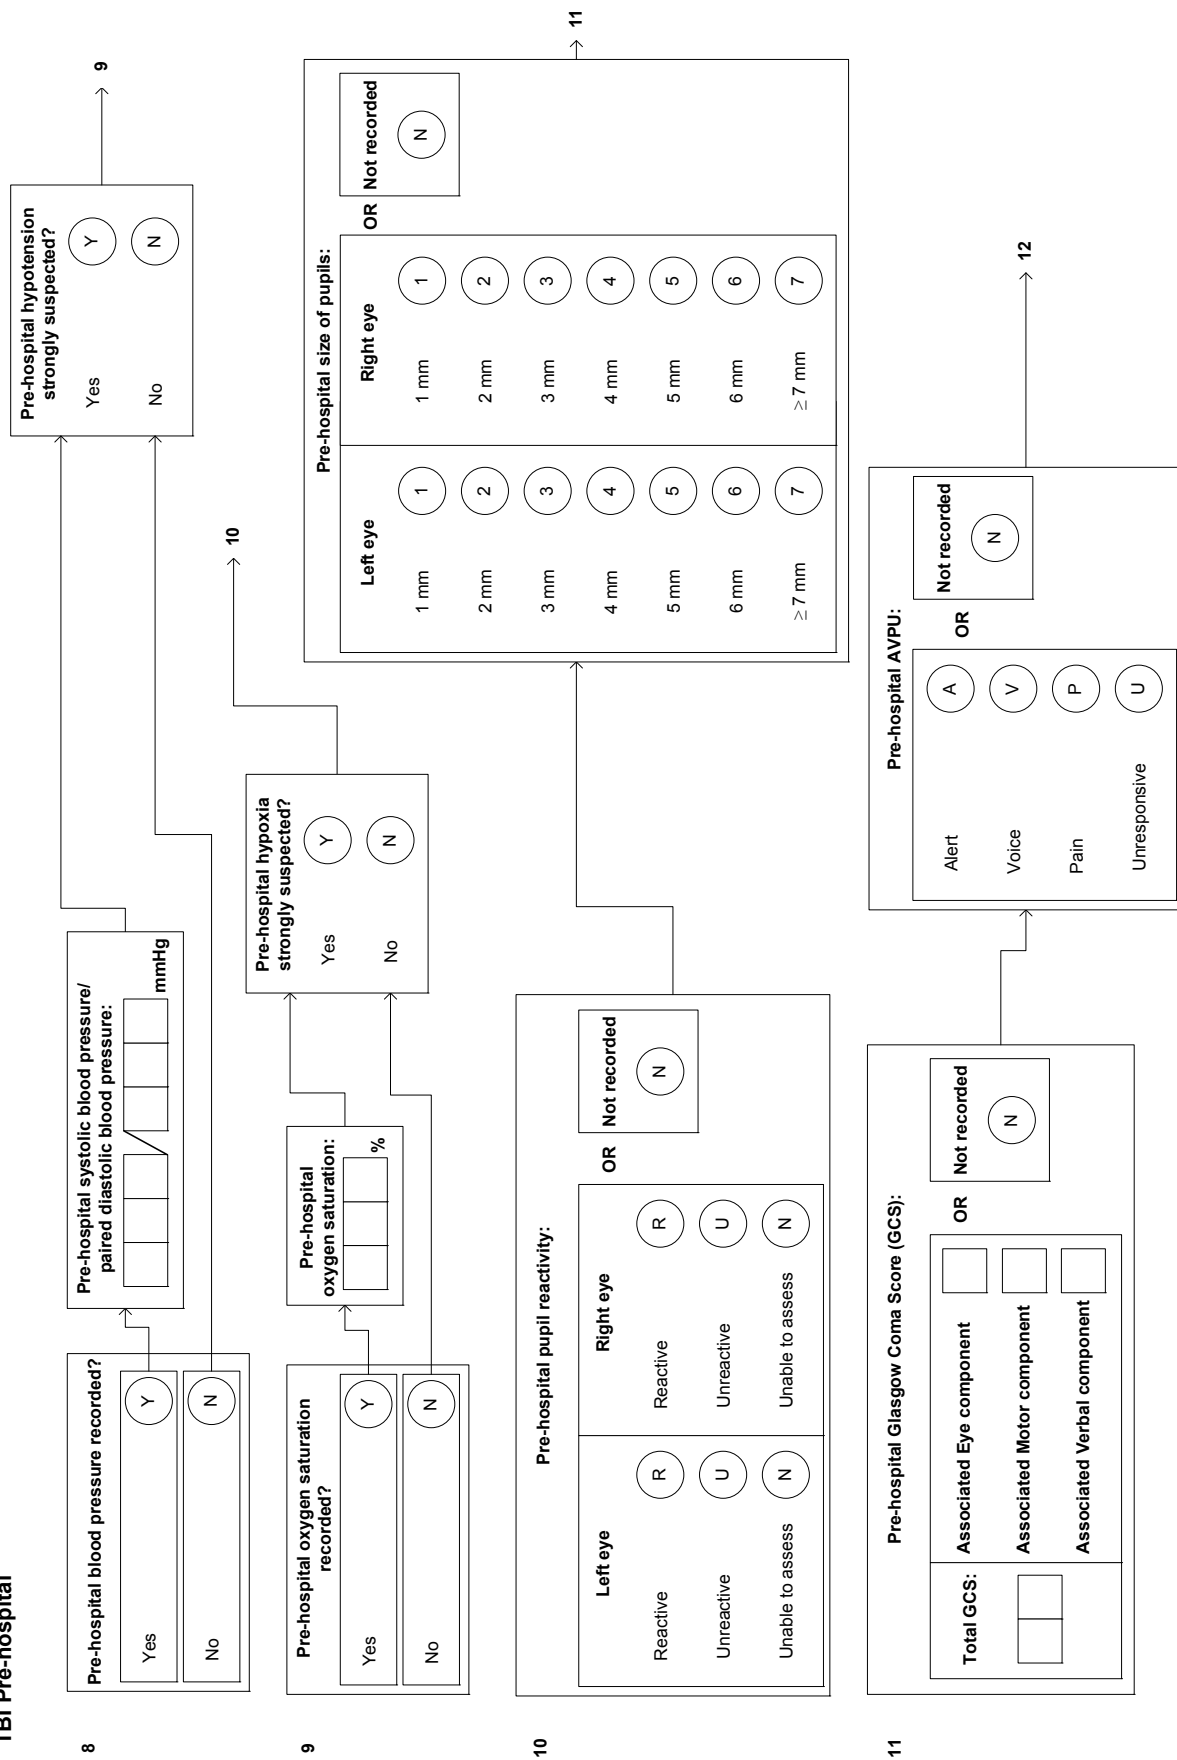 TBI Pre-hospital
8
Pre-hospital blood pressure recorded?
Yes Y
No N
Pre-hospital systolic blood pressure/
paired diastolic blood pressure:
mmHg
Pre-hospital hypotension
strongly suspected?
Yes Y
No N
9
9
Pre-hospital oxygen saturation
recorded?
Yes Y
No N
Pre-hospital
oxygen saturation:
%
Pre-hospital hypoxia
strongly suspected?
Yes Y
No N
10
10
Pre-hospital pupil reactivity:
Left eye Right eye
Reactive R Reactive R
Unreactive U Unreactive U
Unable to assess N Unable to assess N
OR
Not recorded
N
Pre-hospital size of pupils:
Left eye Right eye
1 mm 1 1 mm 1
2 mm 2 2 mm 2
3 mm 3 3 mm 3
4 mm 4 4 mm 4
5 mm 5 5 mm 5
6 mm 6 6 mm 6
≥ 7 mm 7 ≥ 7 mm 7
OR
Not recorded
N
11
11
Pre-hospital Glasgow Coma Score (GCS):
Total GCS:
Associated Eye component
Associated Motor component
Associated Verbal component
OR
Not recorded
N
Pre-hospital AVPU:
Alert A
Voice V
Pain P
Unresponsive U
OR
Not recorded
N
12